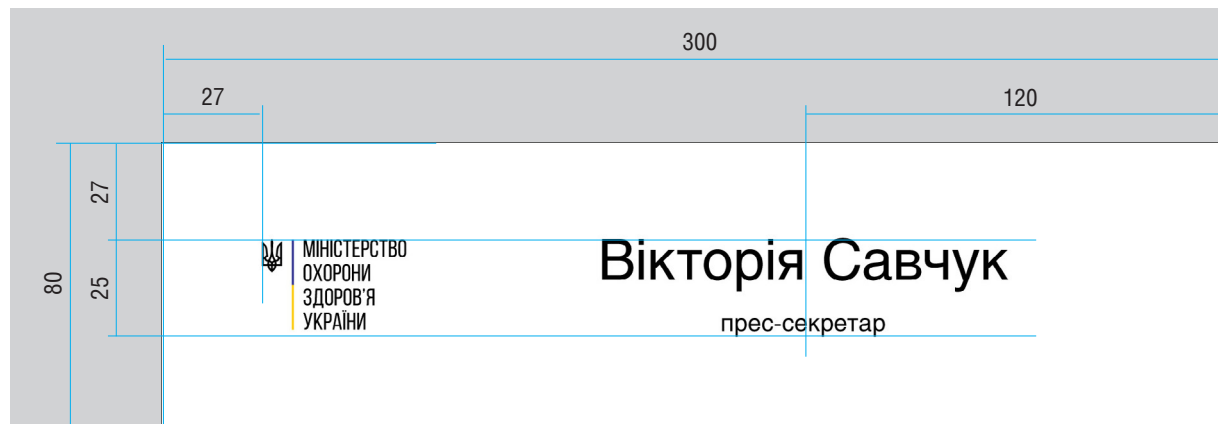 300
27
120
27
25
80
МІНІСТЕРСТВО
ОХОРОНИ
ЗДОРОВ'Я
УКРАЇНИ
Вікторія Савчук
прес-секретар